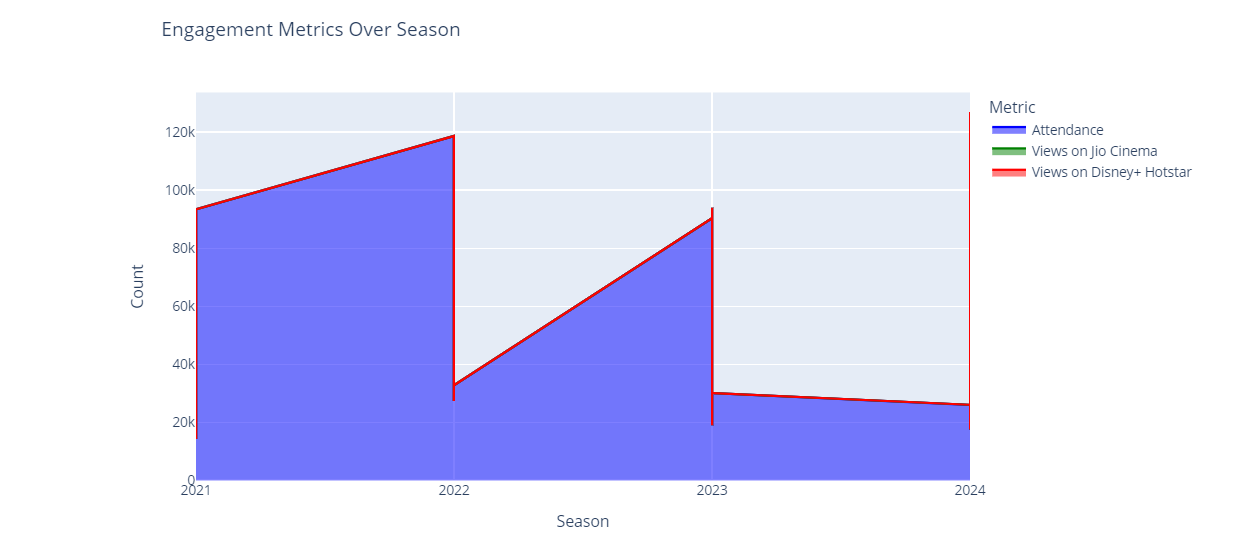 Engagement Metrics Over Season
Metric
Attendance
Views on Jio Cinema
Views on Disney+ Hotstar
120k
100k
80k
60k
40k
20k
0
Count
2021
2022
2023
2024
Season